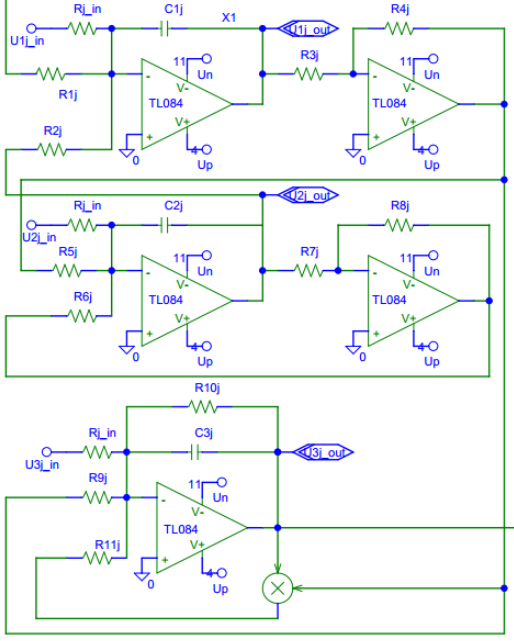 Rj_in C1j X1 R4j
U1j_in U1j_out R3j
11 Un 11 Un
R1j - V- - V-
TL084 TL084
V+ V+
R2j + 4 + 4
0 Up 0 Up
Rj_in C2j U2j_out R8j
U2j_in R7j
R5j 11 Un 11 Un
- V- - V-
R6j TL084 TL084
V+ V+
+ 4 + 4
0 Up 0 Up
R10j
Rj_in C3j
U3j_in U3j_out
R9j 11 Un
- V-
TL084
R11j V+
+ 4
0 Up